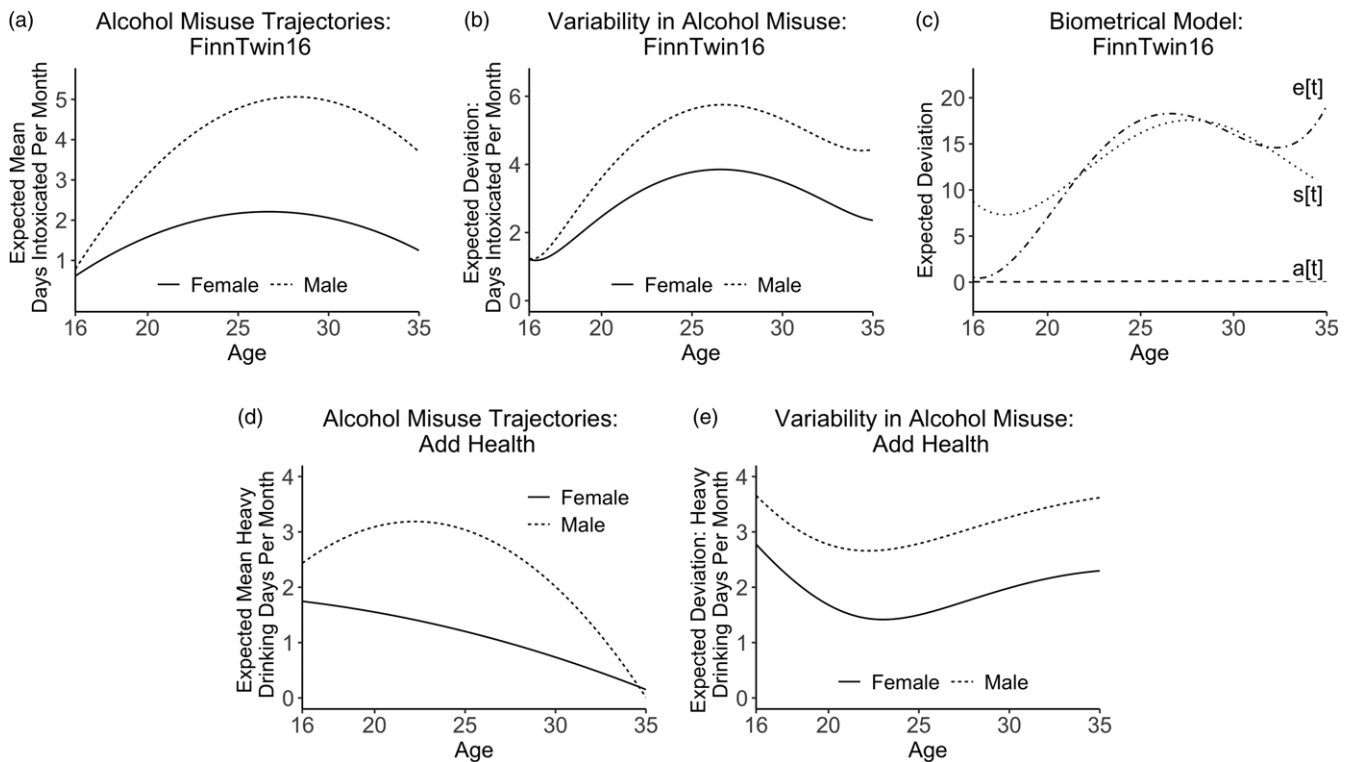 (a)
Alcohol Misuse Trajectories:
FinnTwin16
Expected Mean
Days Intoxicated Per Month
5
4
3
2
1
Female
Male
16
20
25
30
35
Age
(b)
Variability in Alcohol Misuse:
FinnTwin16
Expected Deviation:
Days Intoxicated Per Month
6
4
2
0
Female
Male
16
20
25
30
35
Age
(c)
Biometrical Model:
FinnTwin16
Expected Deviation
20
15
10
5
0
e[t]
s[t]
a[t]
16
20
25
30
35
Age
(d)
Alcohol Misuse Trajectories:
Add Health
Expected Mean Heavy
Drinking Days Per Month
4
3
2
1
0
Female
Male
16
20
25
30
35
Age
(e)
Variability in Alcohol Misuse:
Add Health
Expected Deviation: Heavy
Drinking Days Per Month
4
3
2
1
0
Female
Male
16
20
25
30
35
Age